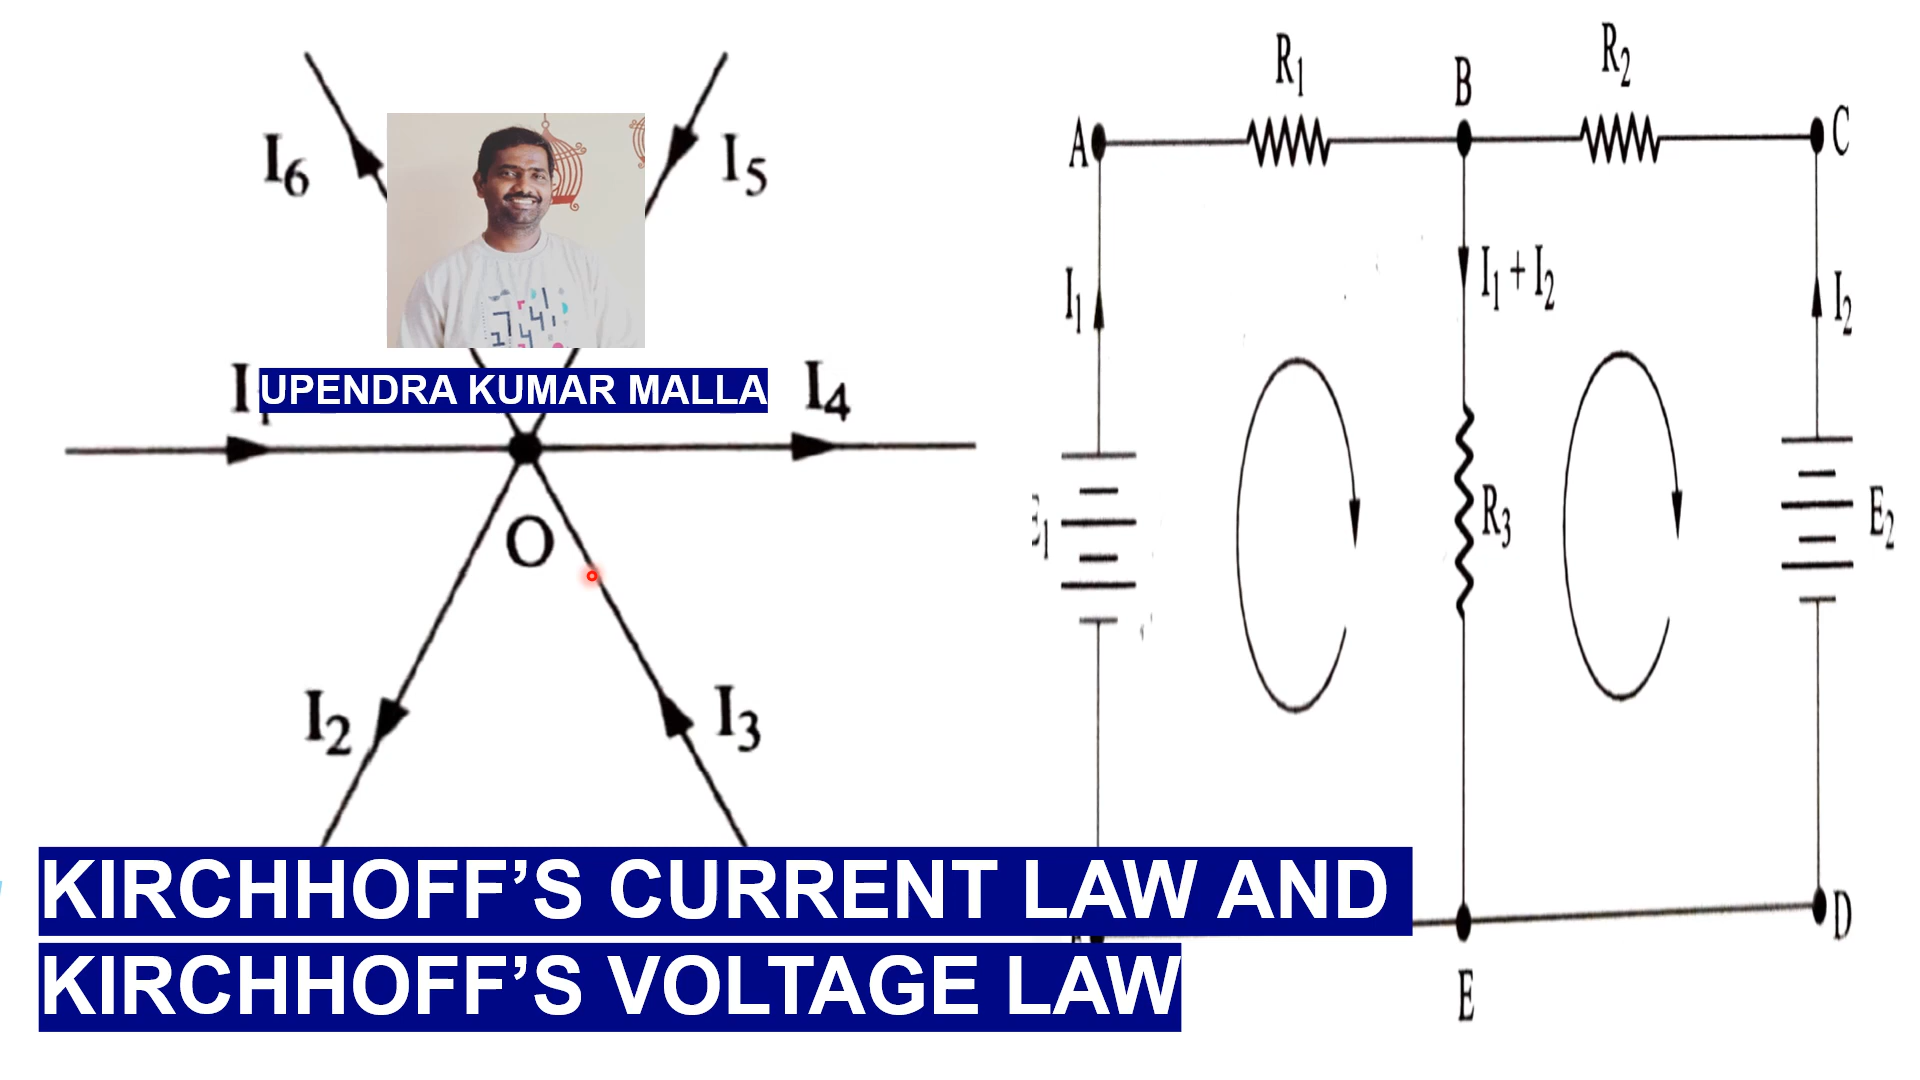 R1
R2
B
A
C
I6
I5
I1
I1 + I2
I2
UPENDRA KUMAR MALLA
I4
R3
E2
O
I2
I3
KIRCHHOFF’S CURRENT LAW AND
D
KIRCHHOFF’S VOLTAGE LAW
E